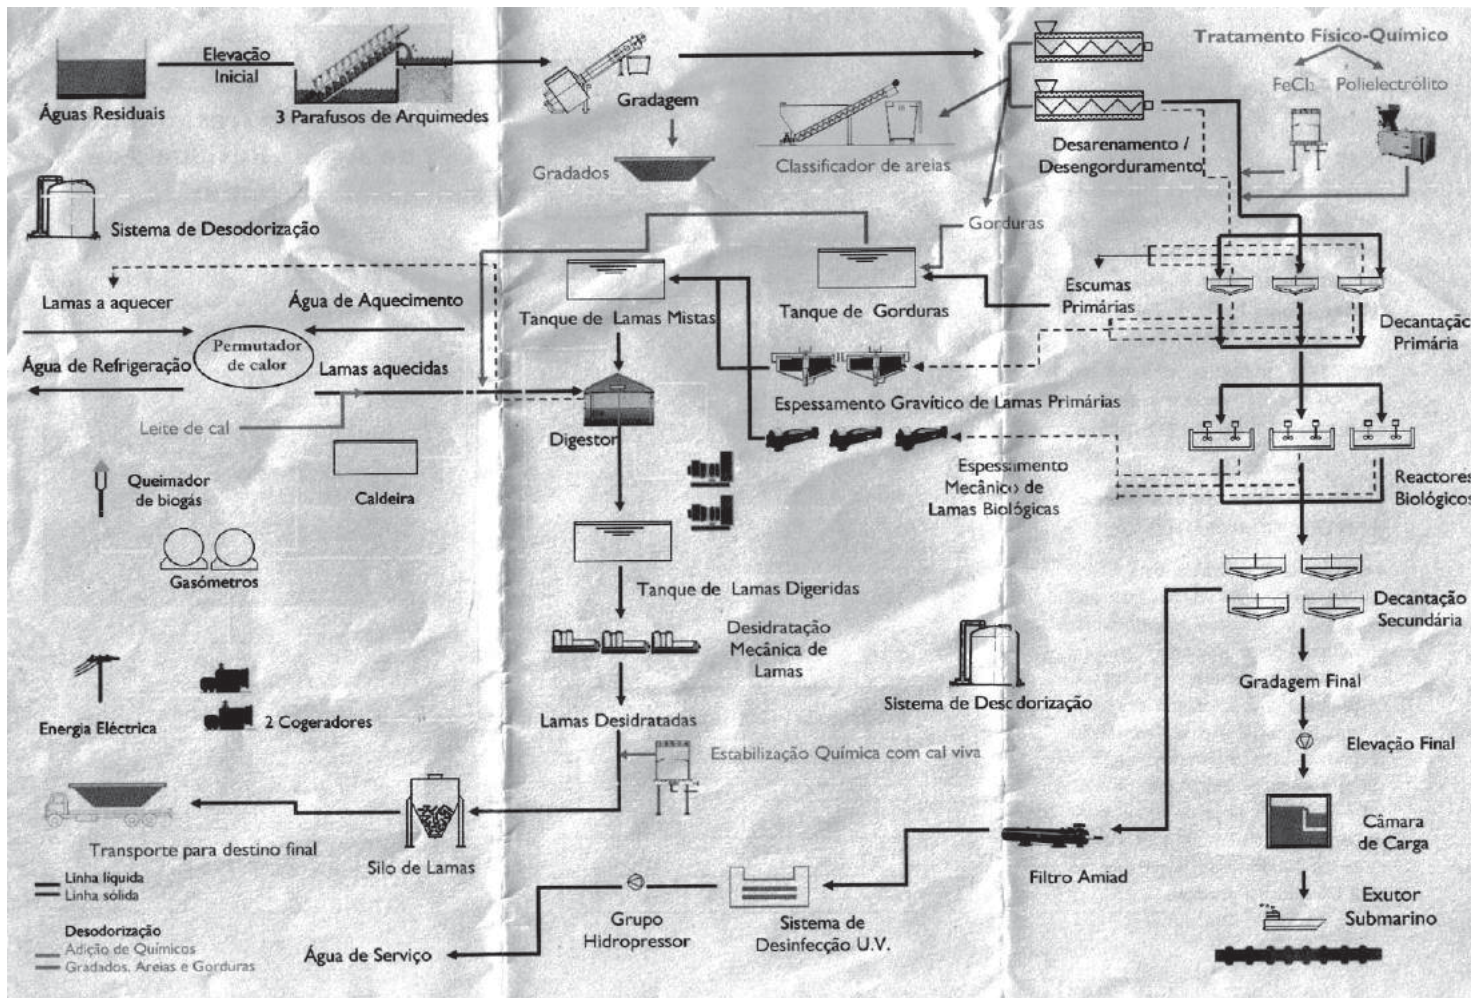 Elevação
Inicial
Águas Residuais
3 Parafusos de Arquimedes
Gradagem
Gradados
Classificador de areias
Desarenamento /
Desengorduramento
Tratamento Físico-Químico
FeCl₃
Polielectrólito
Sistema de Desodorização
Gorduras
Lamas a aquecer
Água de Aquecimento
Tanque de Lamas Mistas
Tanque de Gorduras
Escumas
Primárias
Decantação
Primária
Permutador
de calor
Água de Refrigeração
Lamas aquecidas
Leite de cal
Digestor
Espessamento Gravítico de Lamas Primárias
Espessamento
Mecânico de
Lamas Biológicas
Reactores
Biológicos
Queimador
de biogás
Caldeira
Gasómetros
Tanque de Lamas Digeridas
Desidratação
Mecânica de
Lamas
Decantação
Secundária
Sistema de Desodorização
Gradagem Final
Energia Eléctrica
2 Cogeradores
Lamas Desidratadas
Estabilização Química com cal viva
Elevação Final
Câmara
de Carga
Transporte para destino final
Silo de Lamas
Filtro Amiad
Linha líquida
Linha sólida
Exutor
Submarino
Grupo
Hidropressor
Sistema de
Desinfecção U.V.
Desodorização
Adição de Químicos
Gradados, Areias e Gorduras
Água de Serviço